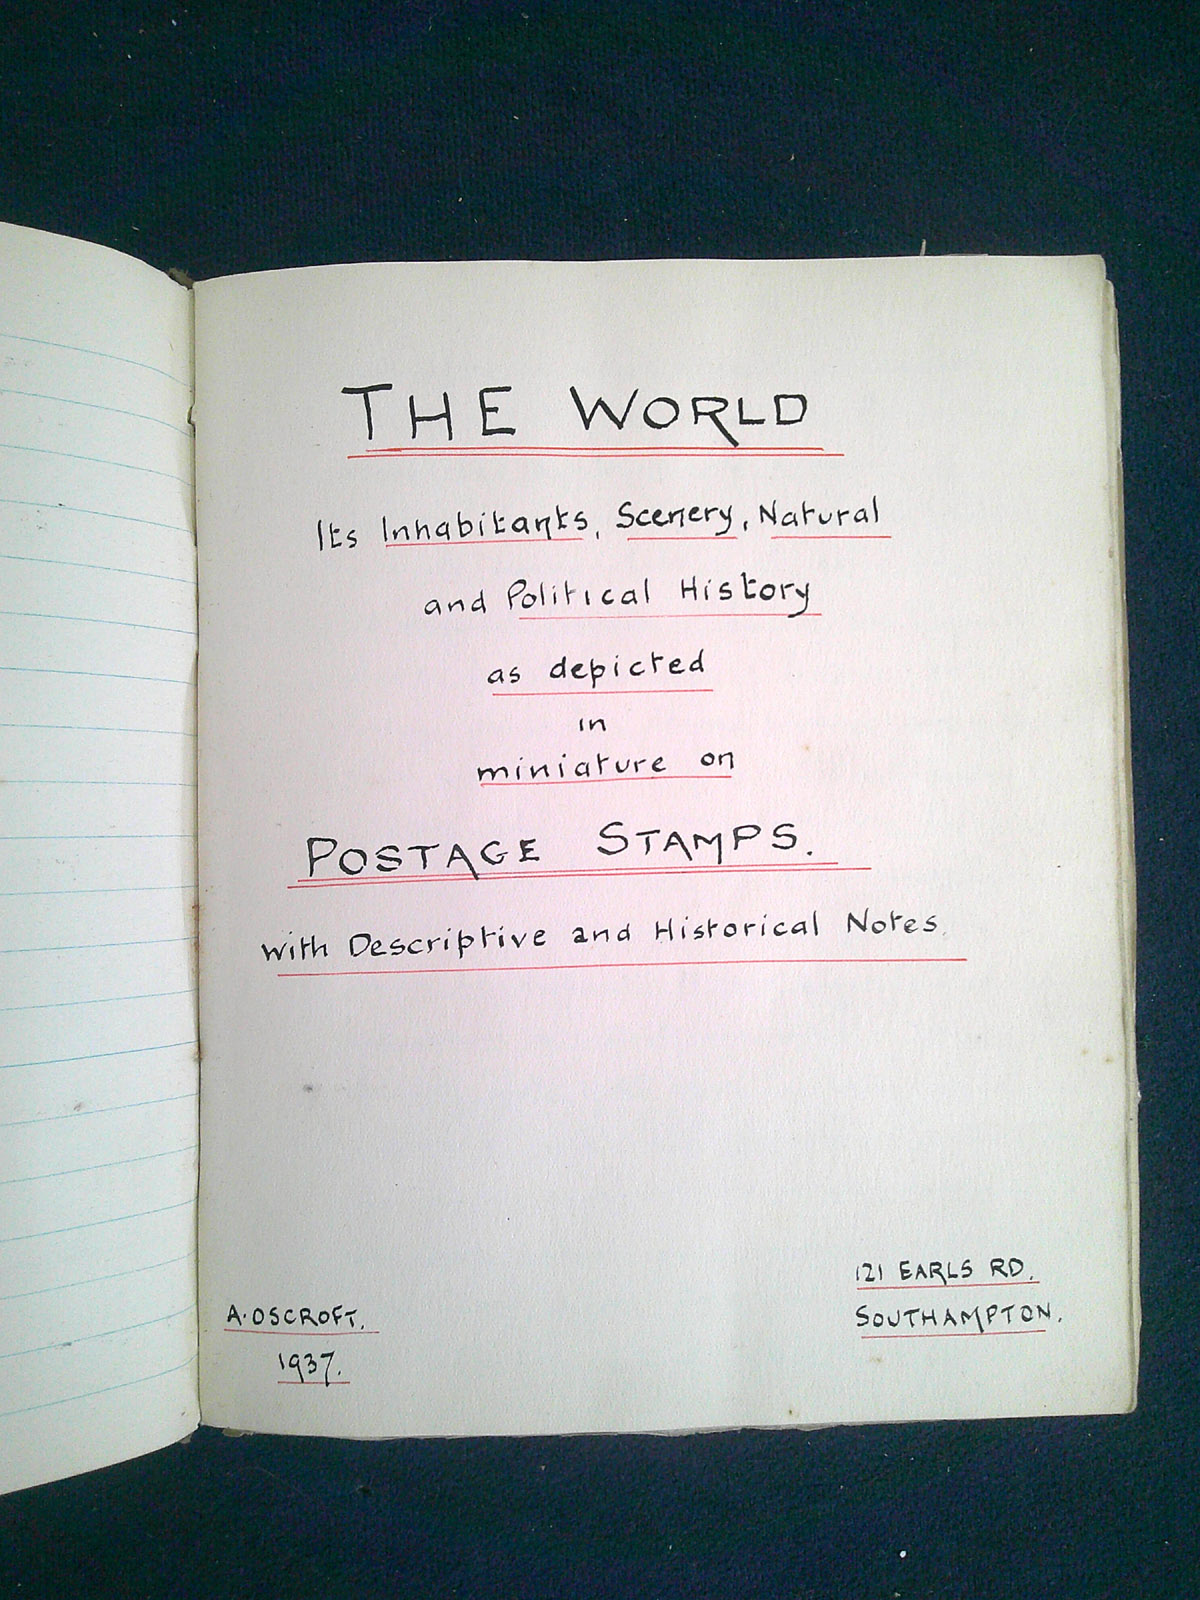 THE WORLD
Its Inhabitants, Scenery, Natural
and Political History
as depicted
in
miniature on
POSTAGE STAMPS.
with Descriptive and Historical Notes.
A. OSCROFT.
1937.
121 EARLS RD.
SOUTHAMPTON.